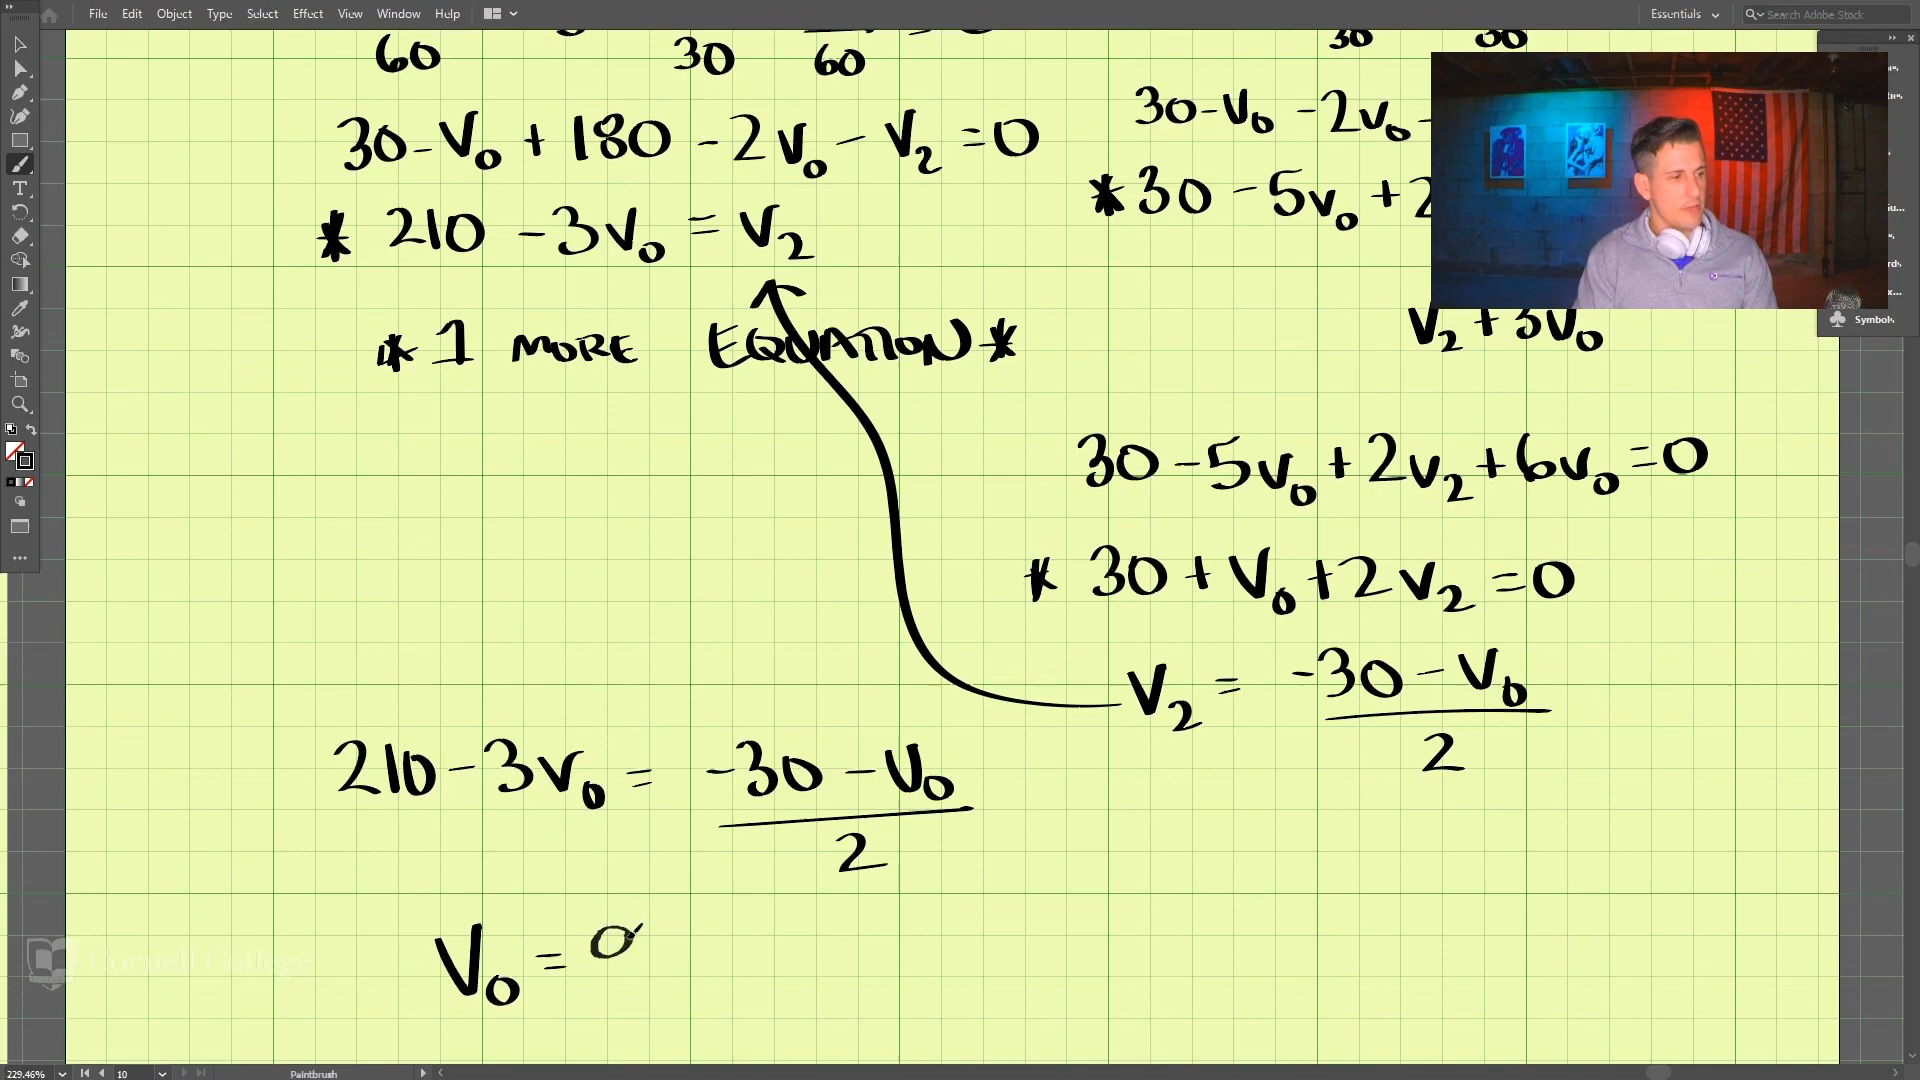 File Edit Object Type Select Effect View Window Help
Essentials
Search Adobe Stock
60 30 60
30 - V₀ + 180 - 2V₀ - V₂ = 0
* 210 - 3V₀ = V₂
* 1 MORE EQUATION *
30 30
30 - V₀ - 2V₀ -
* 30 - 5V₀ + 2
Symbols
V₂ + 3V₀
30 - 5V₀ + 2V₂ + 6V₀ = 0
* 30 + V₀ + 2V₂ = 0
V₂ = -30 - V₀
2
210 - 3V₀ = -30 - V₀
2
V₀ =
Cornell College
229.46% 10 Paintbrush